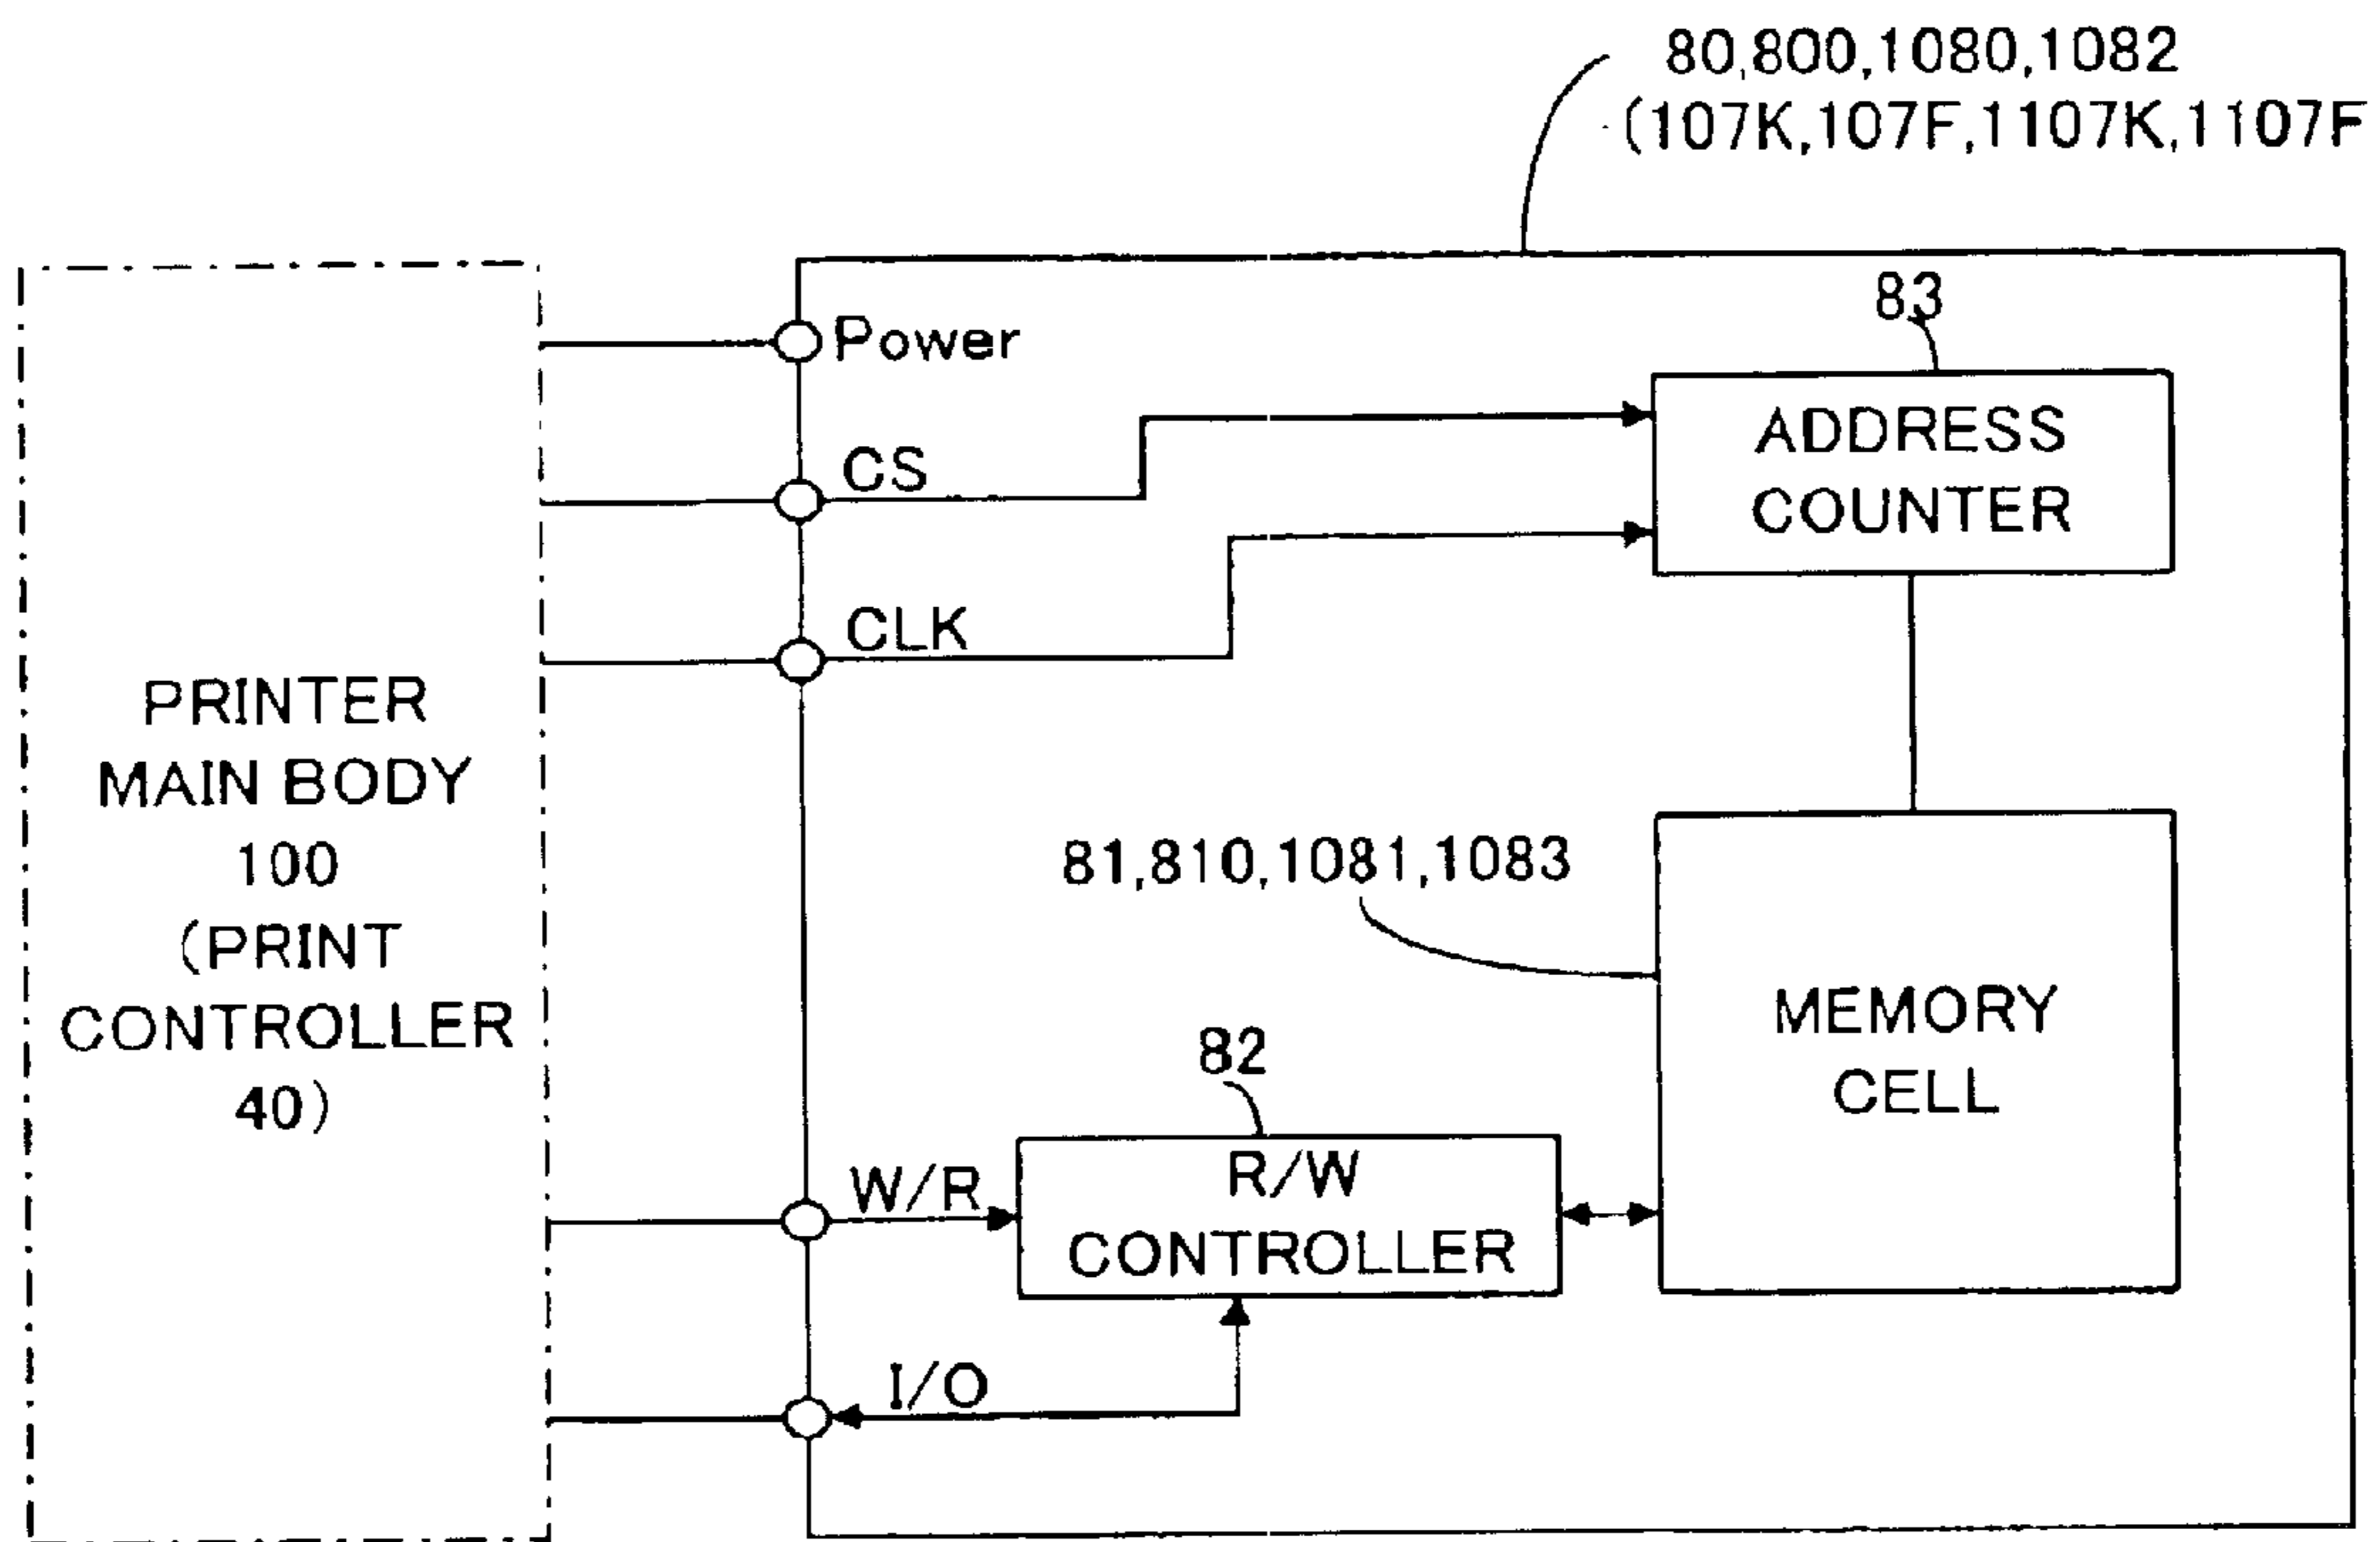 80,800,1080,1082
(107K,107F,1107K,1107F
83
Power
ADDRESS
COUNTER
CS
CLK
PRINTER
MAIN BODY
100
(PRINT
CONTROLLER
40)
81,810,1081,1083
MEMORY
CELL
82
R/W
CONTROLLER
W/R
I/O